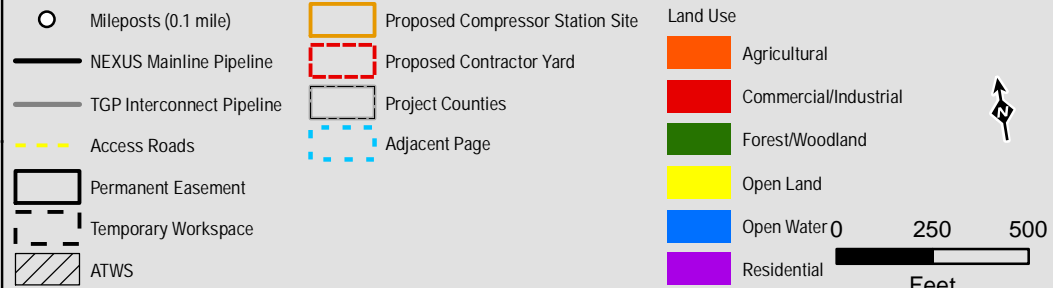 Mileposts (0.1 mile)
NEXUS Mainline Pipeline
TGP Interconnect Pipeline
Access Roads
Permanent Easement
Temporary Workspace
ATWS
Proposed Compressor Station Site
Proposed Contractor Yard
Project Counties
Adjacent Page
Land Use
Agricultural
Commercial/Industrial
Forest/Woodland
Open Land
Open Water
Residential
N
0 250 500
Feet